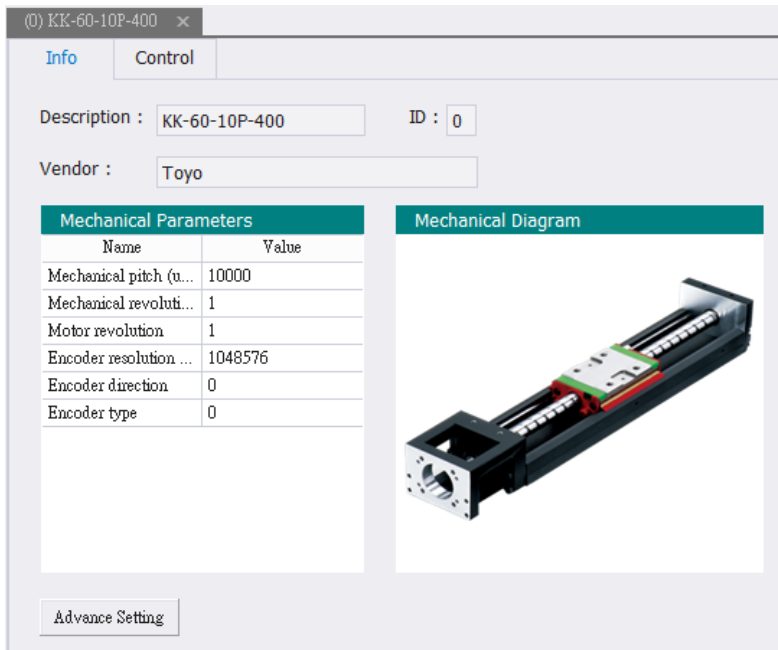 (0) KK-60-10P-400 ×
Info Control
Description : KK-60-10P-400 ID : 0
Vendor : Toyo
Mechanical Parameters Mechanical Diagram
Name Value
Mechanical pitch (u... 10000
Mechanical revoluti... 1
Motor revolution 1
Encoder resolution ... 1048576
Encoder direction 0
Encoder type 0
Advance Setting